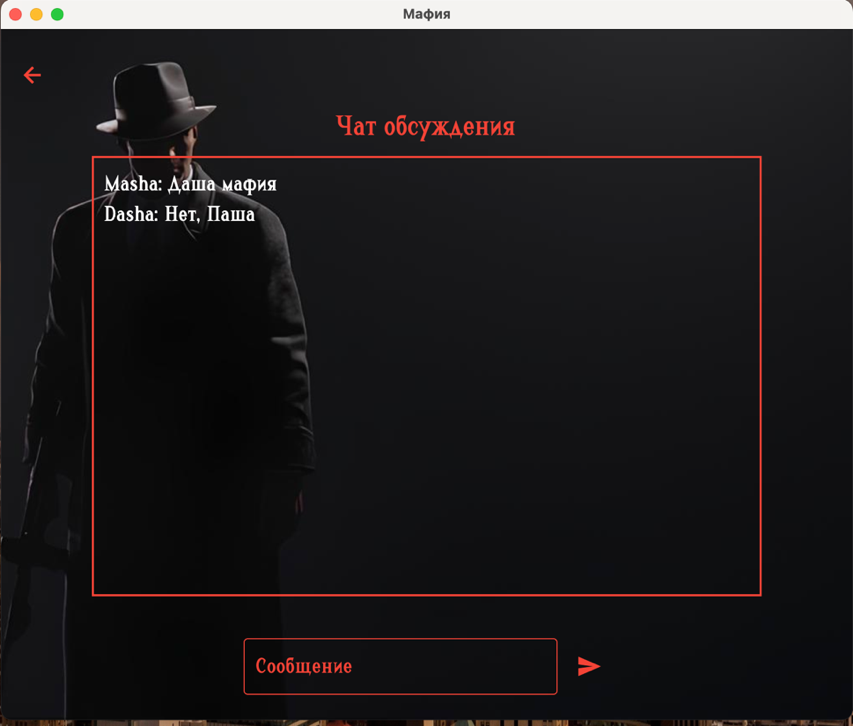 Мафия
Чат обсуждения
Masha: Даша мафия
Dasha: Нет, Паша
Сообщение